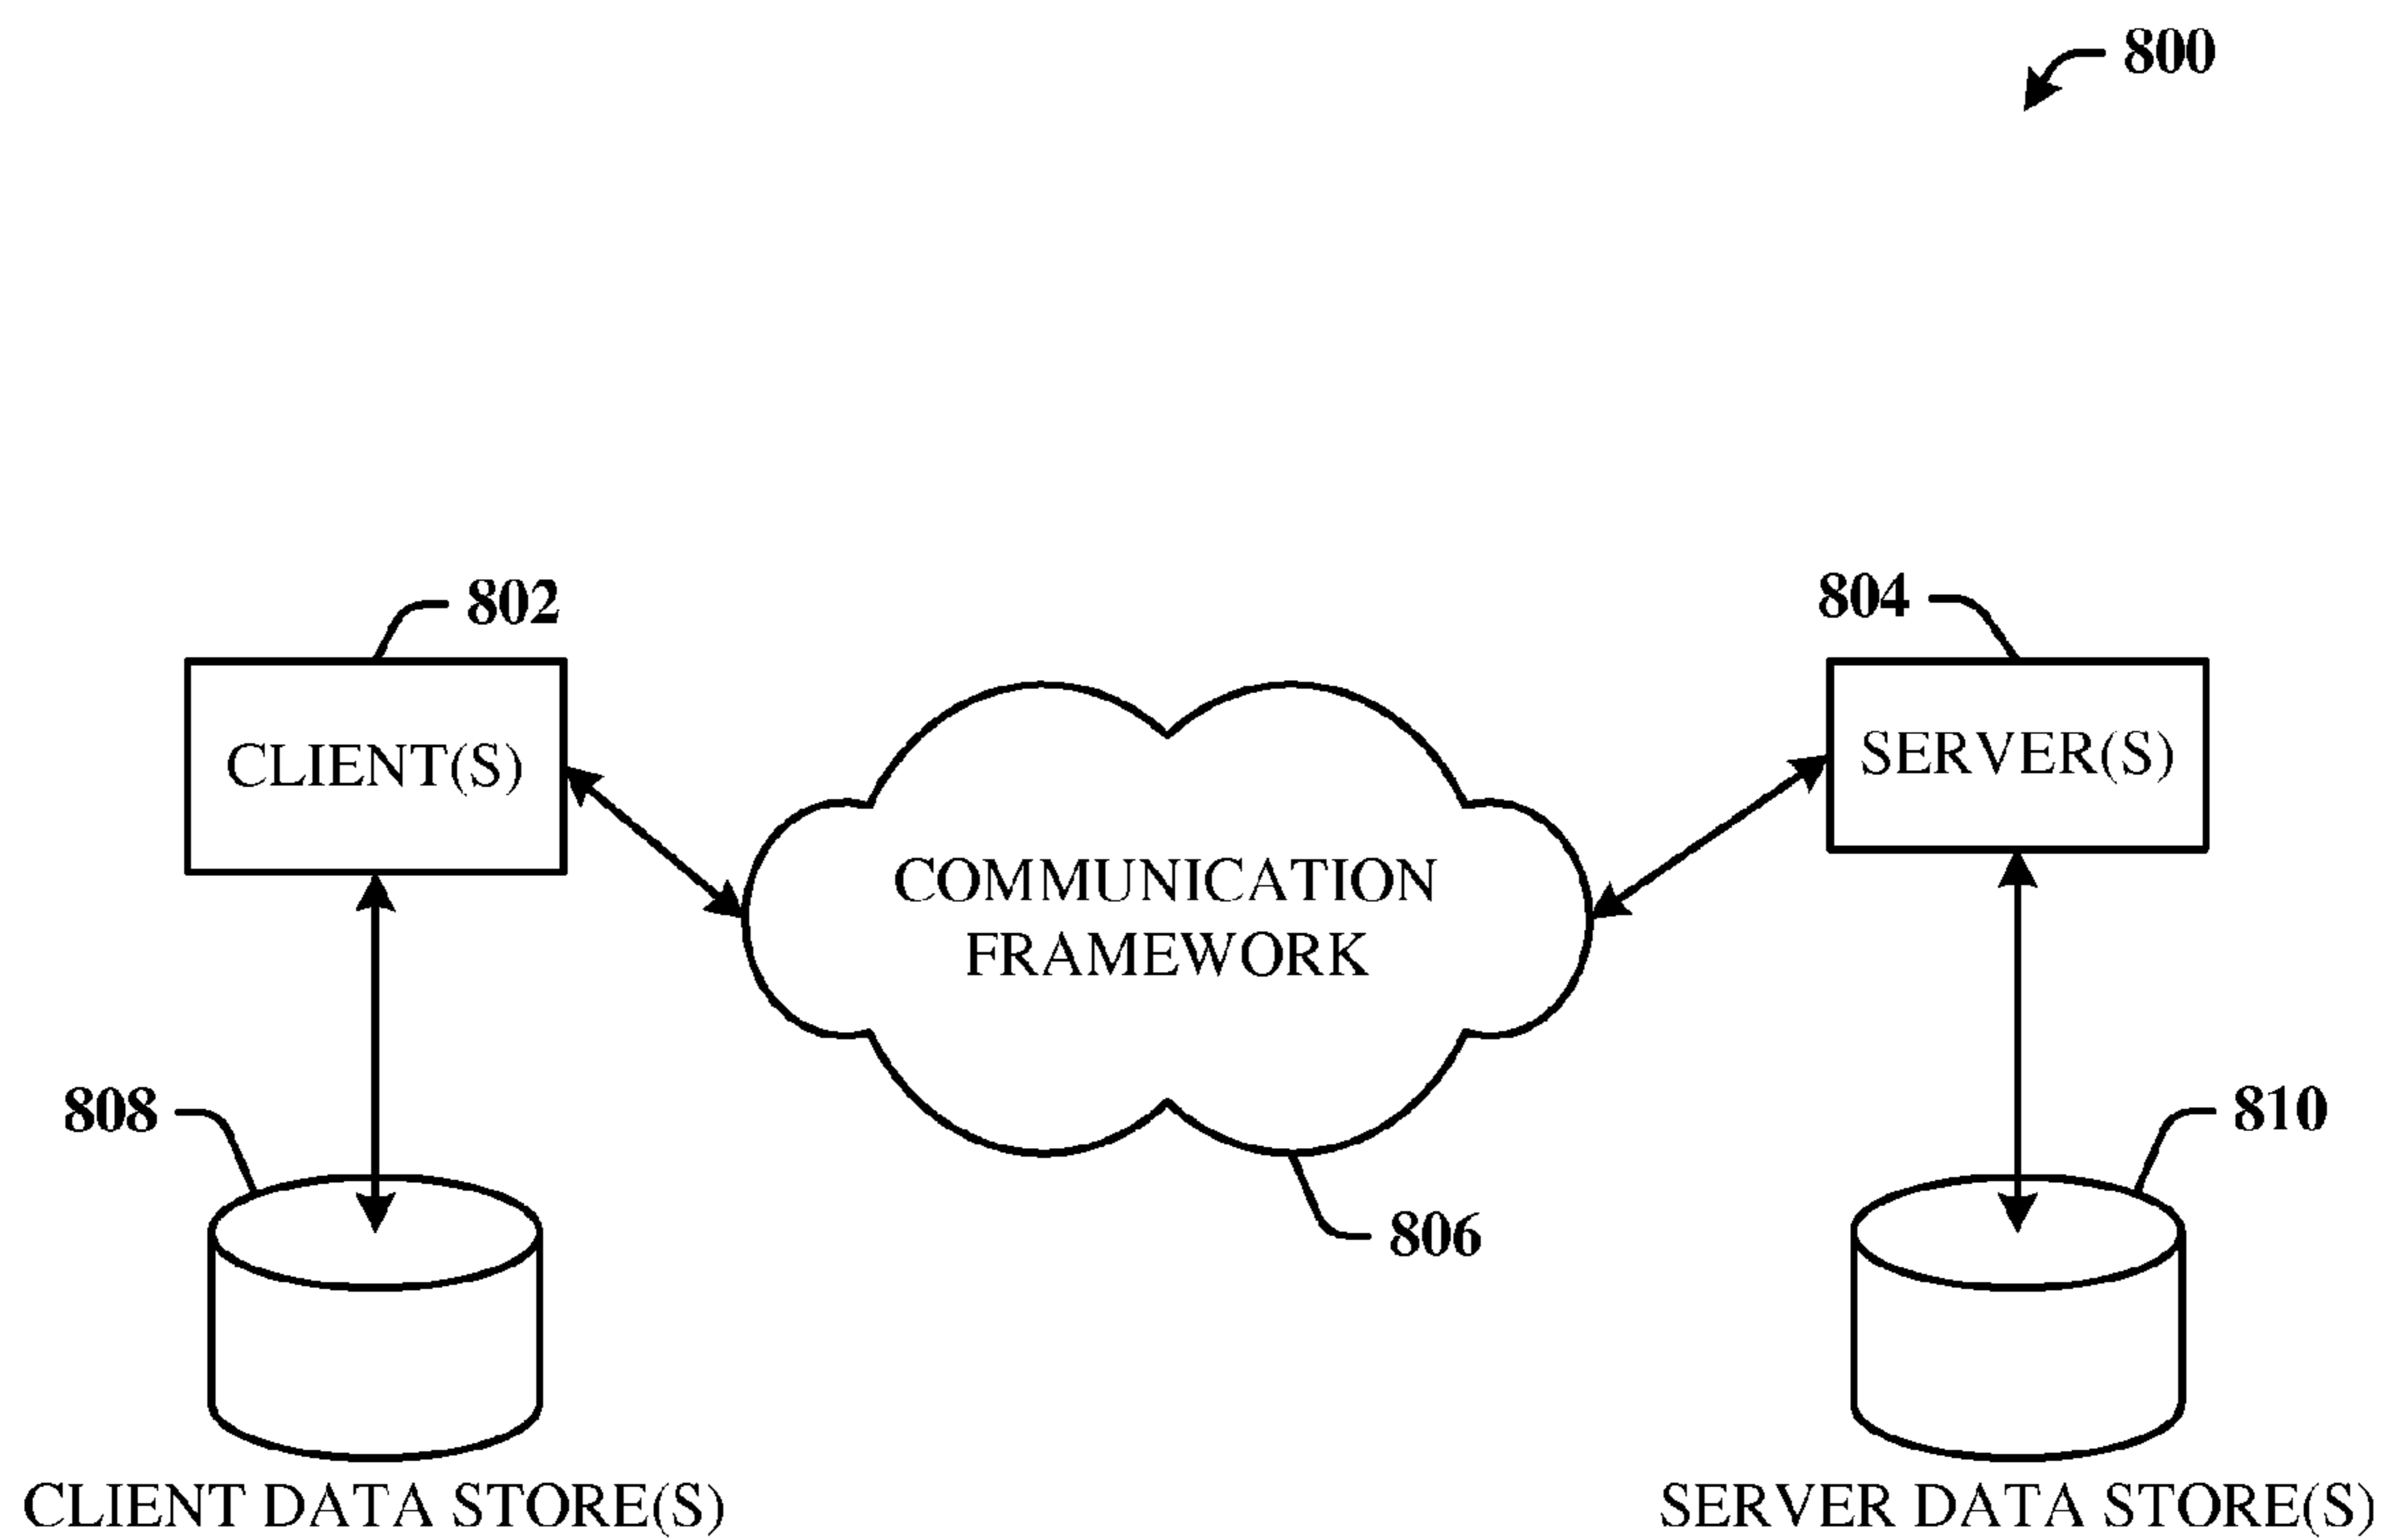 800
802
804
CLIENT(S)
SERVER(S)
COMMUNICATION
FRAMEWORK
808
810
806
CLIENT DATA STORE(S)
SERVER DATA STORE(S)